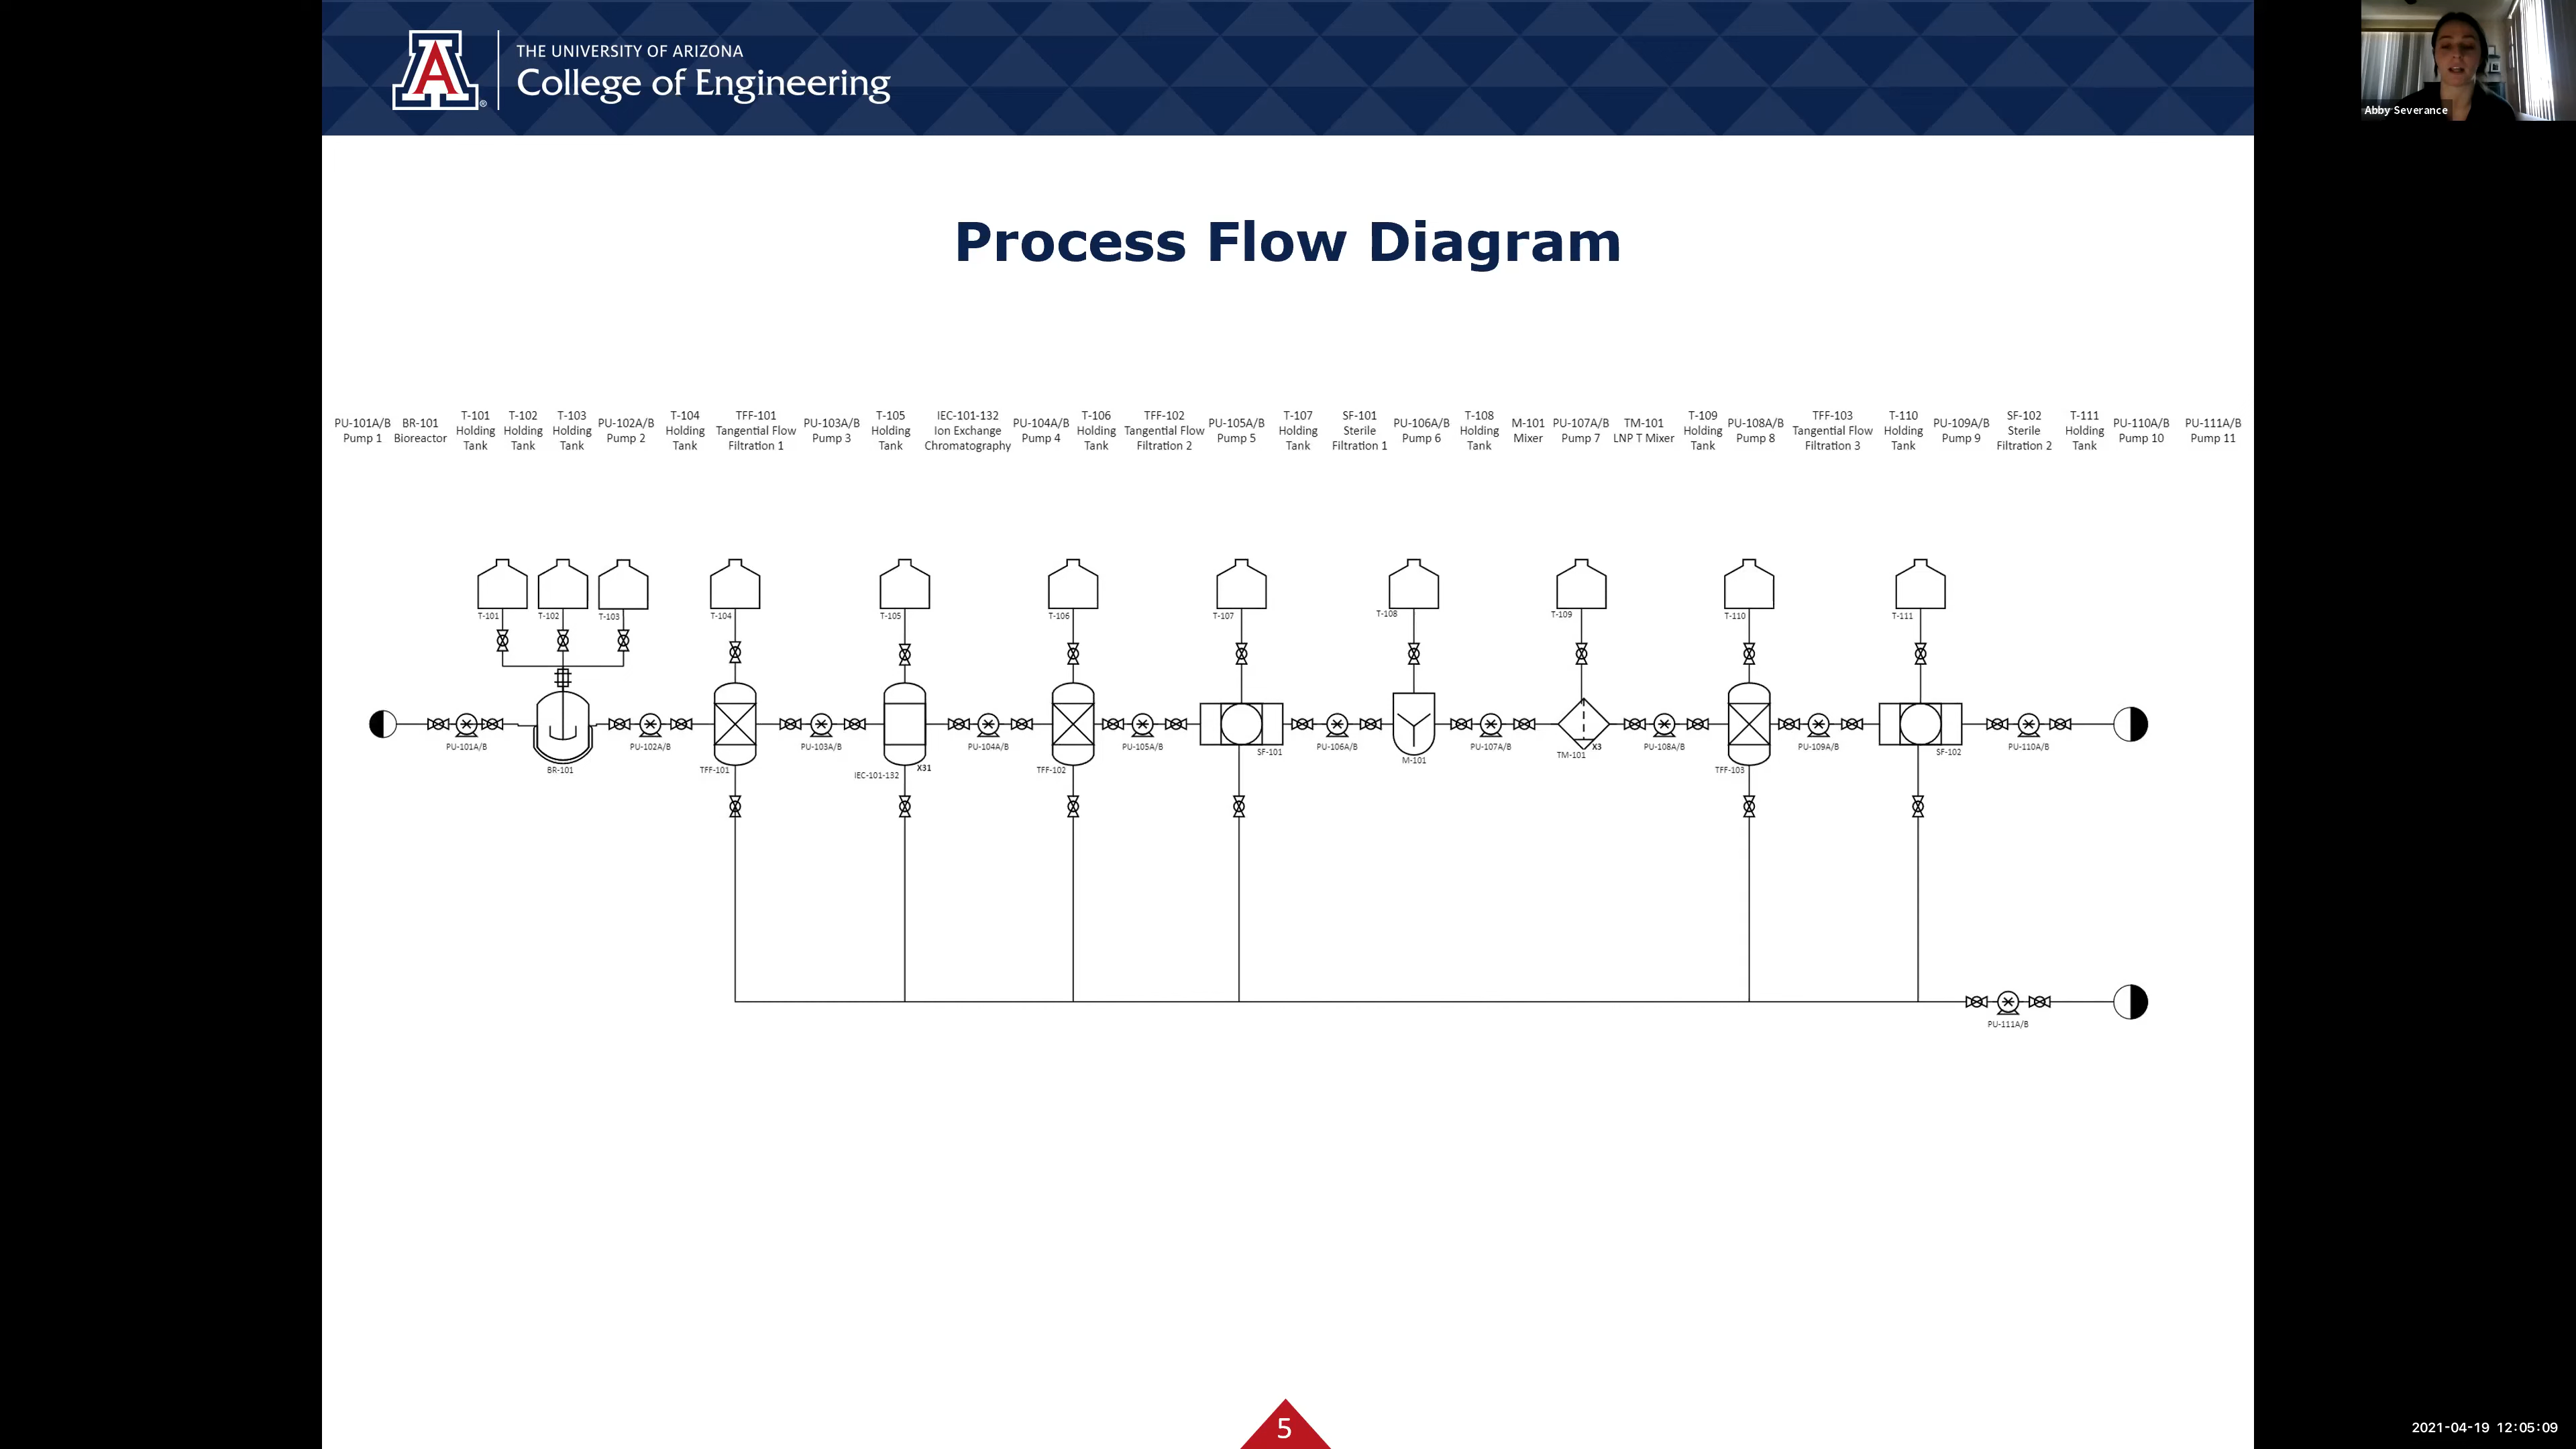 THE UNIVERSITY OF ARIZONA
College of Engineering
®
Abby Severance
Process Flow Diagram
PU-101A/B
Pump 1
BR-101
Bioreactor
T-101
Holding
Tank
T-102
Holding
Tank
T-103
Holding
Tank
PU-102A/B
Pump 2
T-104
Holding
Tank
TFF-101
Tangential Flow
Filtration 1
PU-103A/B
Pump 3
T-105
Holding
Tank
IEC-101-132
Ion Exchange
Chromatography
PU-104A/B
Pump 4
T-106
Holding
Tank
TFF-102
Tangential Flow
Filtration 2
PU-105A/B
Pump 5
T-107
Holding
Tank
SF-101
Sterile
Filtration 1
PU-106A/B
Pump 6
T-108
Holding
Tank
M-101
Mixer
PU-107A/B
Pump 7
TM-101
LNP T Mixer
T-109
Holding
Tank
PU-108A/B
Pump 8
TFF-103
Tangential Flow
Filtration 3
T-110
Holding
Tank
PU-109A/B
Pump 9
SF-102
Sterile
Filtration 2
T-111
Holding
Tank
PU-110A/B
Pump 10
PU-111A/B
Pump 11
T-101
T-102
T-103
T-104
T-105
T-106
T-107
T-108
T-109
T-110
T-111
PU-101A/B
BR-101
PU-102A/B
TFF-101
PU-103A/B
IEC-101-132
X31
PU-104A/B
TFF-102
PU-105A/B
SF-101
PU-106A/B
M-101
PU-107A/B
TM-101
X3
PU-108A/B
TFF-103
PU-109A/B
SF-102
PU-110A/B
PU-111A/B
5
2021-04-19 12:05:09